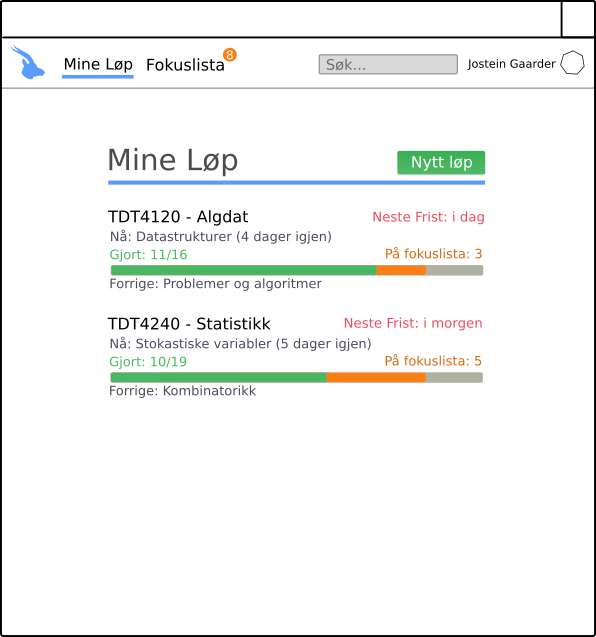 Mine Løp Fokuslista 8 Søk... Jostein Gaarder
Mine Løp Nytt løp
TDT4120 - Algdat Neste Frist: i dag
Nå: Datastrukturer (4 dager igjen)
Gjort: 11/16 På fokuslista: 3
Forrige: Problemer og algoritmer
TDT4240 - Statistikk Neste Frist: i morgen
Nå: Stokastiske variabler (5 dager igjen)
Gjort: 10/19 På fokuslista: 5
Forrige: Kombinatorikk